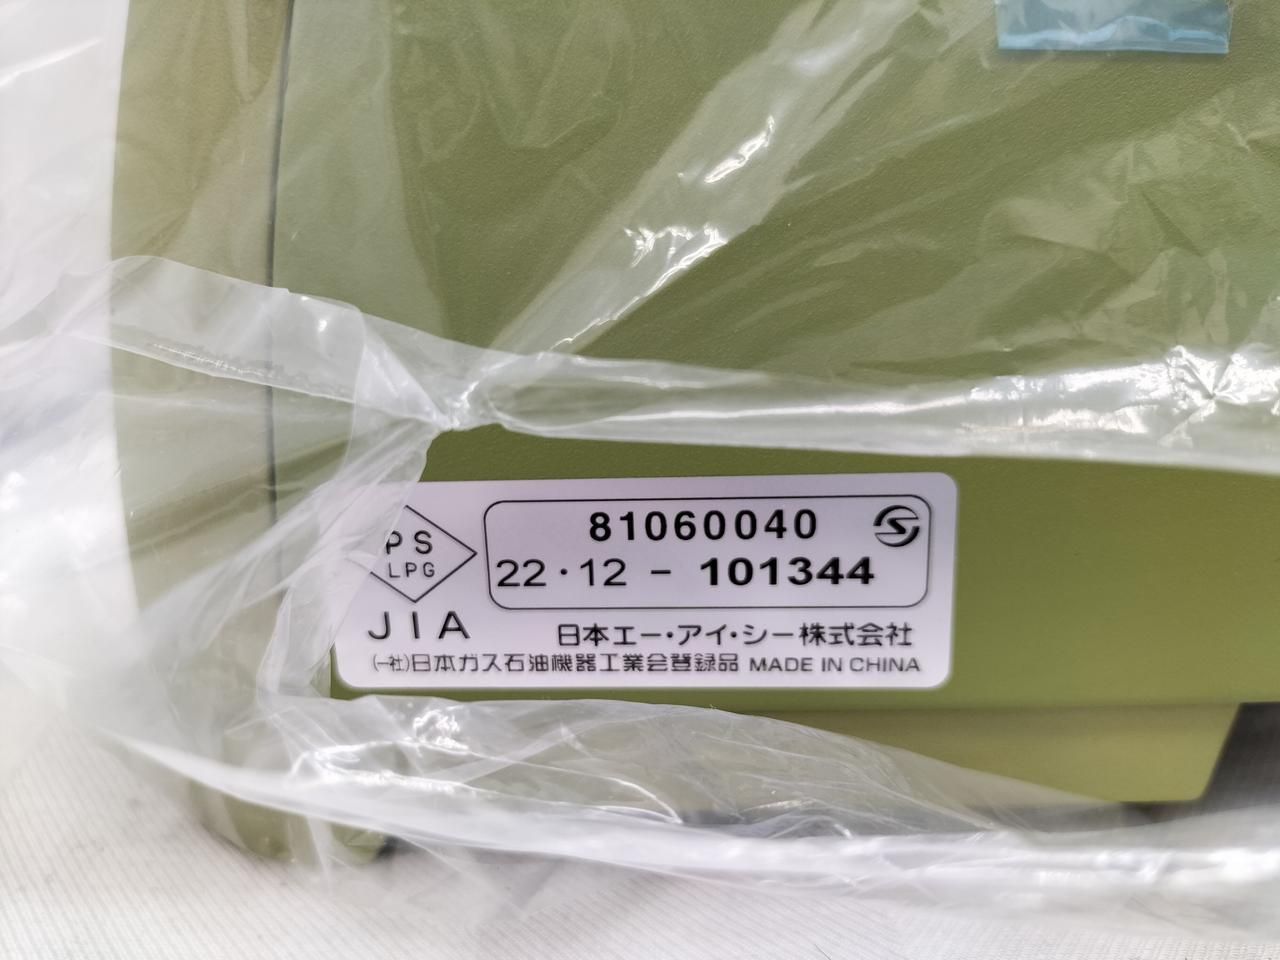 PS
LPG
JIA
81060040
22・12 - 101344
日本エー・アイ・シー株式会社
(一社)日本ガス石油機器工業会登録品 MADE IN CHINA